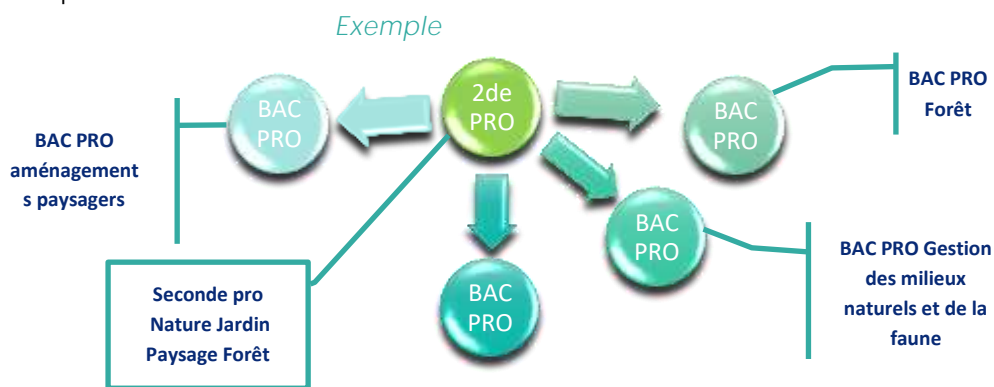 Exemple
BAC
PRO
2de
PRO
BAC
PRO
BAC PRO
Forêt
BAC PRO
aménagement
s paysagers
BAC
PRO
BAC PRO Gestion
des milieux
naturels et de la
faune
Seconde pro
Nature Jardin
Paysage Forêt
BAC
PRO